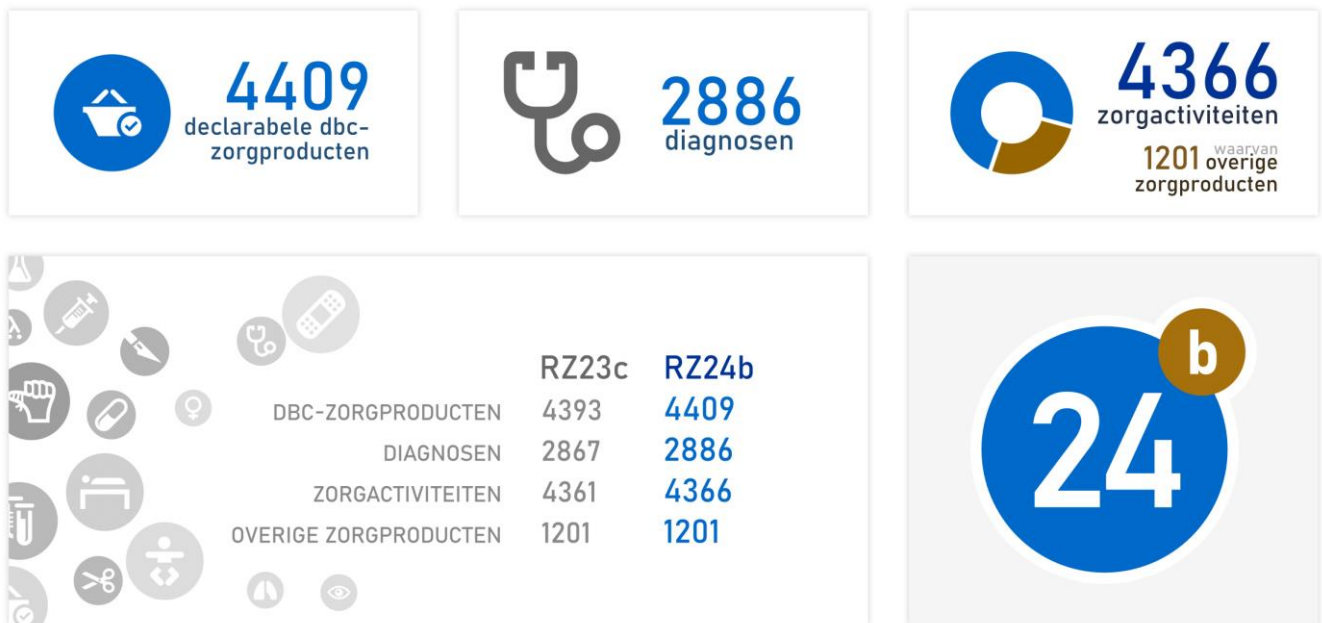 4409
declarabele dbc-
zorgproducten
2886
diagnosen
4366
zorgactiviteiten
waarvan
1201 overige
zorgproducten
RZ23c RZ24b
DBC-ZORGPRODUCTEN 4393 4409
DIAGNOSEN 2867 2886
ZORGACTIVITEITEN 4361 4366
OVERIGE ZORGPRODUCTEN 1201 1201
b
24